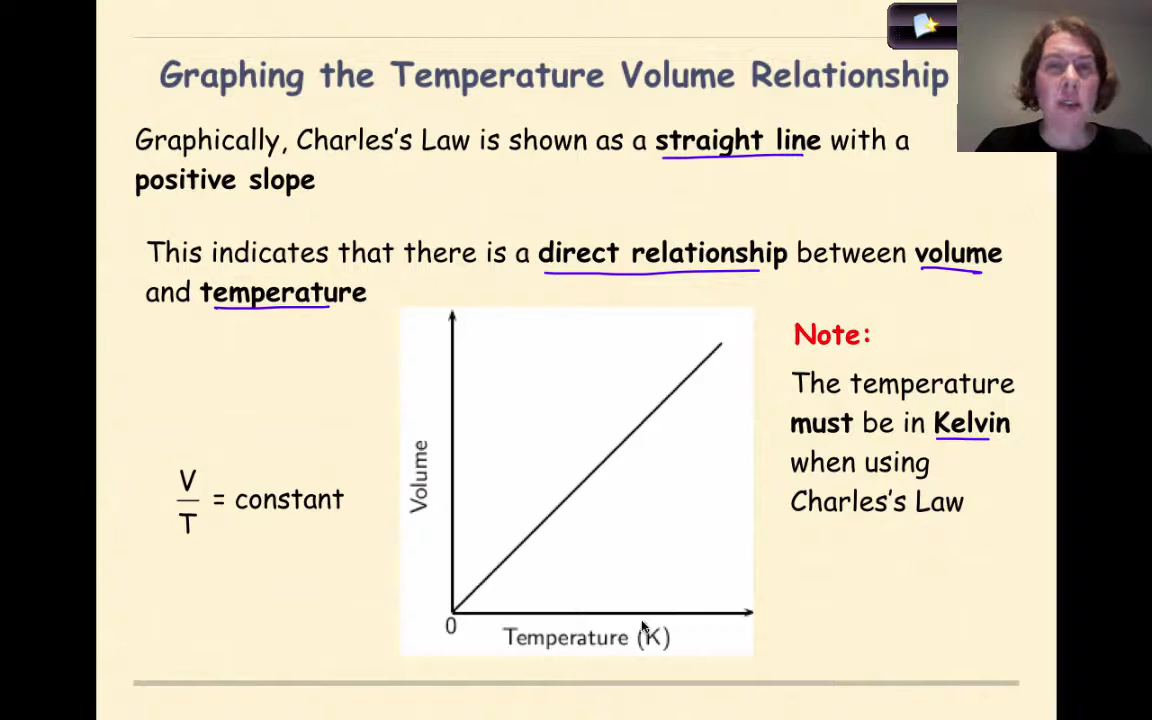 Graphing the Temperature Volume Relationship
Graphically, Charles's Law is shown as a straight line with a
positive slope
This indicates that there is a direct relationship between volume
and temperature
Note:
The temperature
must be in Kelvin
when using
Charles's Law
V
T
= constant
Volume
0
Temperature (K)